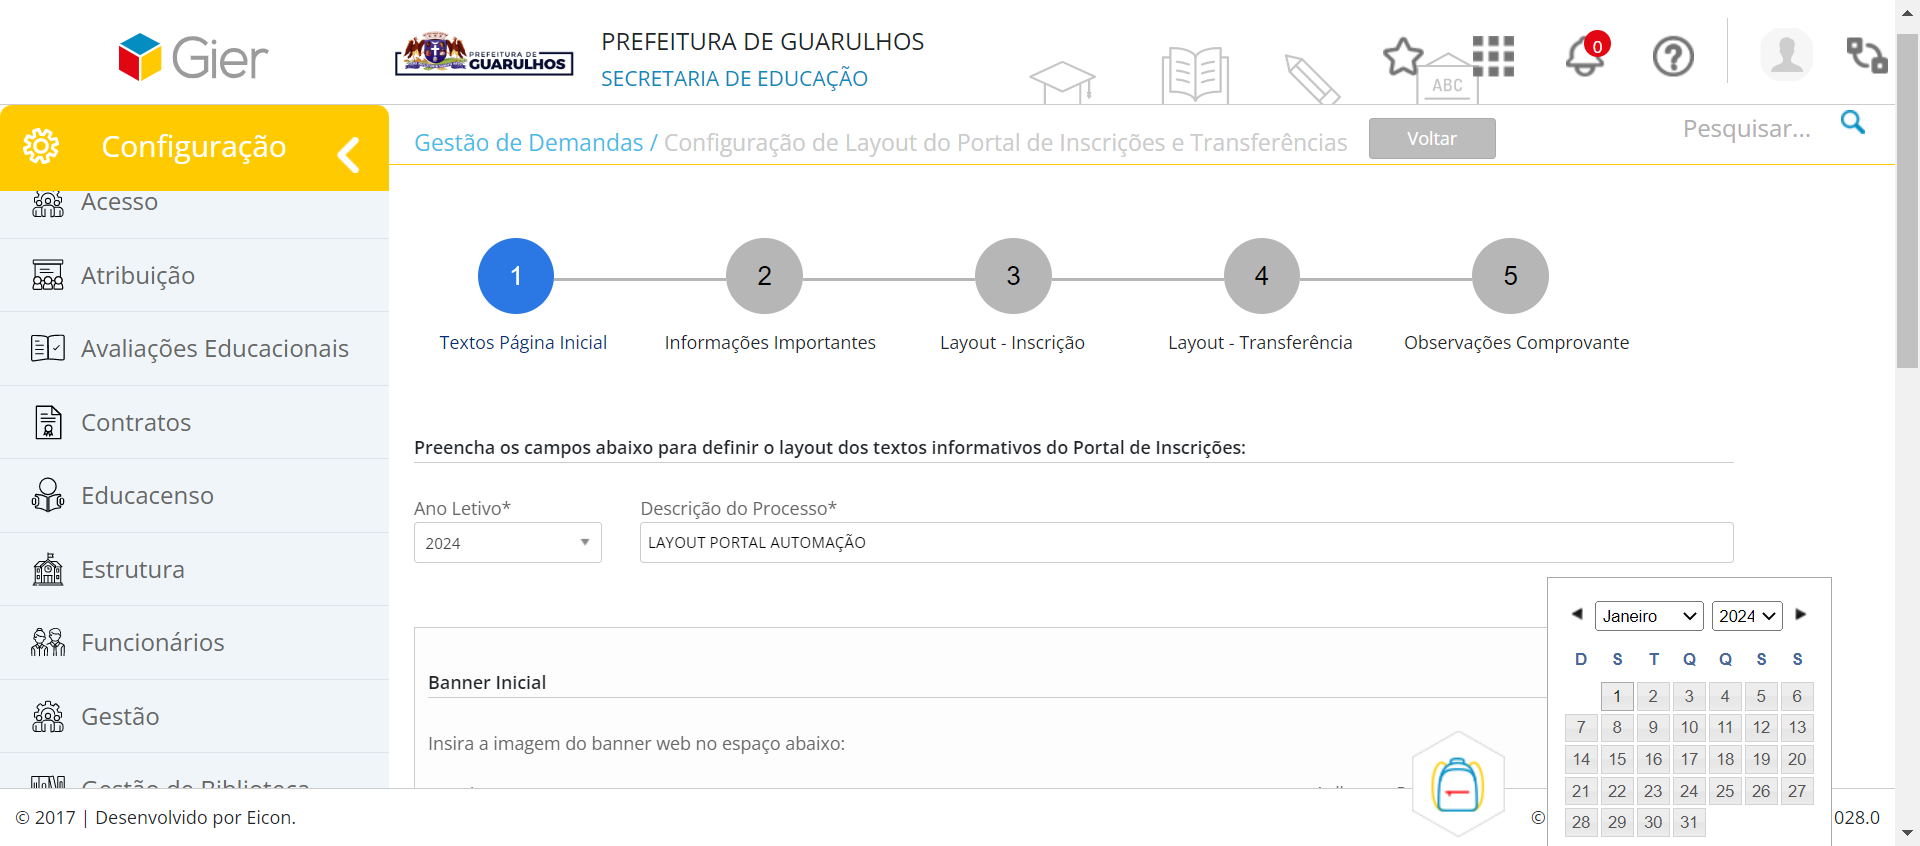 Gier
PREFEITURA DE
GUARULHOS
PREFEITURA DE GUARULHOS
SECRETARIA DE EDUCAÇÃO
ABC
0
Configuração
Gestão de Demandas / Configuração de Layout do Portal de Inscrições e Transferências
Voltar
Pesquisar...
Acesso
Atribuição
Avaliações Educacionais
Contratos
Educacenso
Estrutura
Funcionários
Gestão
Gestão de Biblioteca
1
2
3
4
5
Textos Página Inicial
Informações Importantes
Layout - Inscrição
Layout - Transferência
Observações Comprovante
Preencha os campos abaixo para definir o layout dos textos informativos do Portal de Inscrições:
Ano Letivo*
Descrição do Processo*
2024
LAYOUT PORTAL AUTOMAÇÃO
Banner Inicial
Insira a imagem do banner web no espaço abaixo:
Janeiro
2024
D S T Q Q S S
1 2 3 4 5 6
7 8 9 10 11 12 13
14 15 16 17 18 19 20
21 22 23 24 25 26 27
28 29 30 31
© 2017 | Desenvolvido por Eicon.
©
028.0